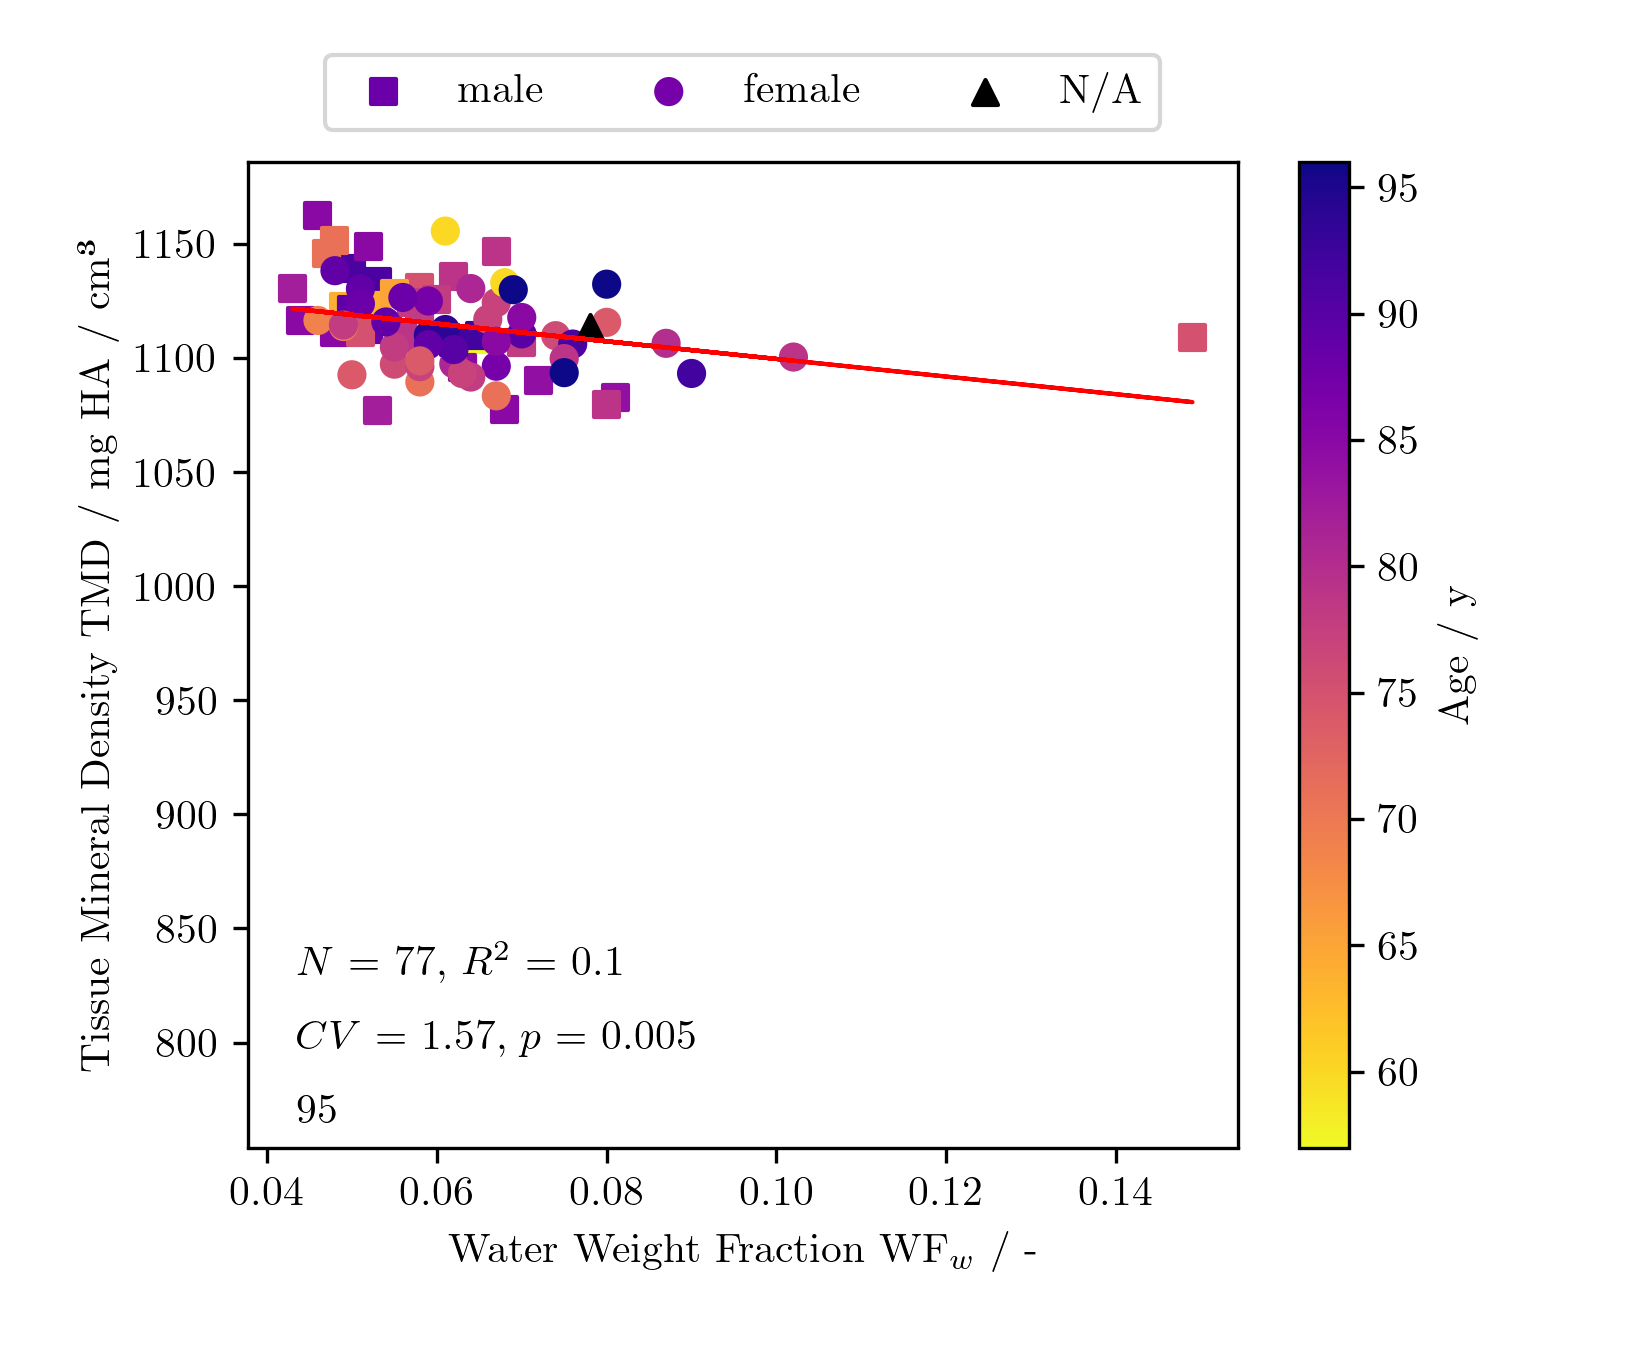 male female N/A
1150
1100
1050
1000
950
900
850
800
Tissue Mineral Density TMD / mg HA / cm³
N = 77, R² = 0.1
CV = 1.57, p = 0.005
95
0.04 0.06 0.08 0.10 0.12 0.14
Water Weight Fraction WF_w / -
95
90
85
80
75
70
65
60
Age / y